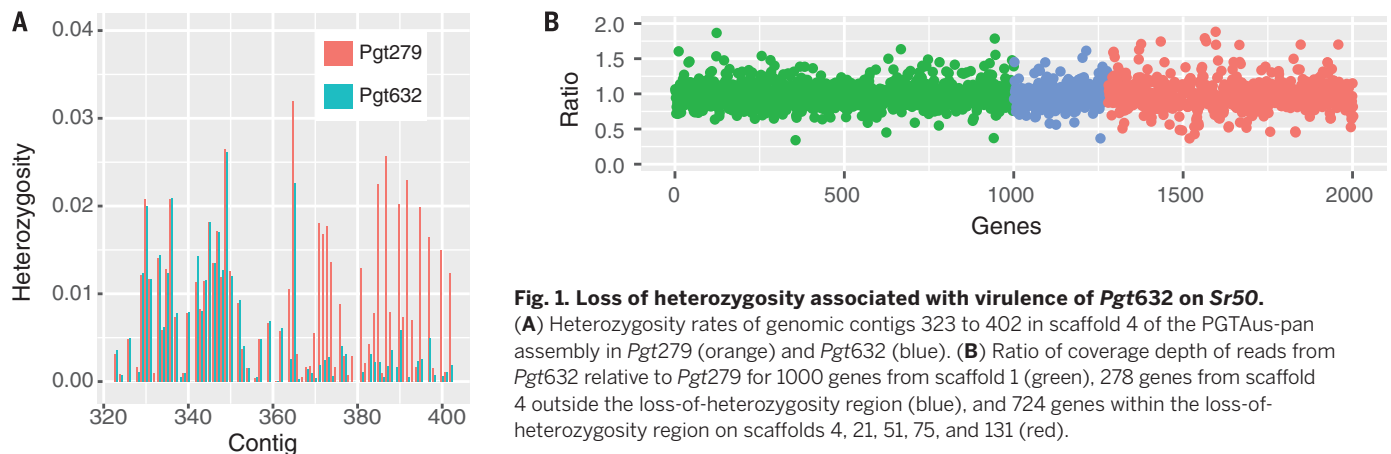 A
Heterozygosity
0.04
0.03
0.02
0.01
0.00
320
340
360
380
400
Contig
Pgt279
Pgt632
B
Ratio
2.0
1.5
1.0
0.5
0.0
0
500
1000
1500
2000
Genes
Fig. 1. Loss of heterozygosity associated with virulence of Pgt632 on Sr50.
(A) Heterozygosity rates of genomic contigs 323 to 402 in scaffold 4 of the PGTAus-pan
assembly in Pgt279 (orange) and Pgt632 (blue). (B) Ratio of coverage depth of reads from
Pgt632 relative to Pgt279 for 1000 genes from scaffold 1 (green), 278 genes from scaffold
4 outside the loss-of-heterozygosity region (blue), and 724 genes within the loss-of-
heterozygosity region on scaffolds 4, 21, 51, 75, and 131 (red).